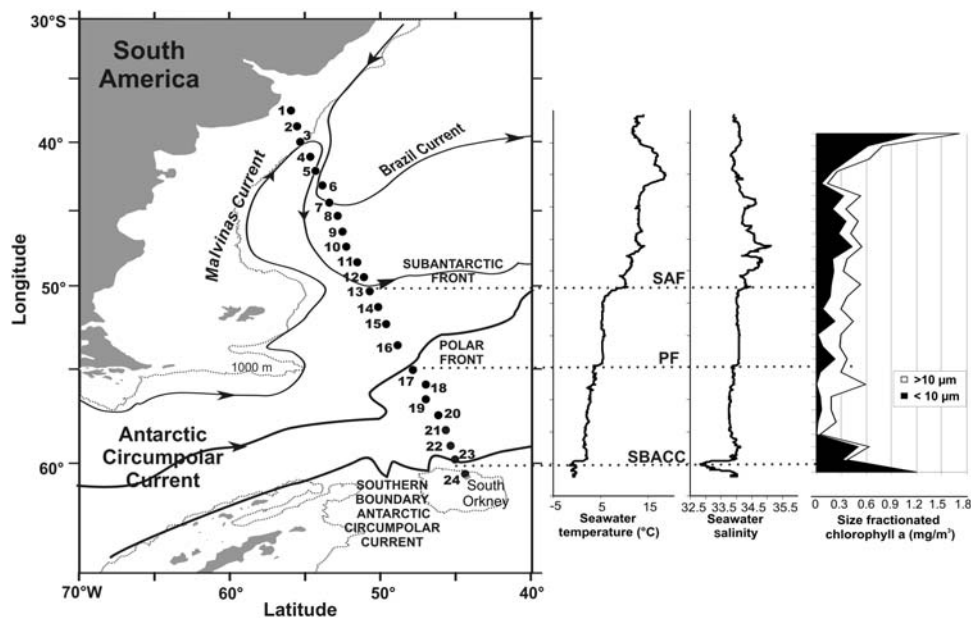 30°S
40°
50°
60°
Longitude
70°W
60°
50°
40°
Latitude
South
America
Malvinas Current
Brazil Current
SUBANTARCTIC
FRONT
POLAR
FRONT
1000 m
Antarctic
Circumpolar
Current
SOUTHERN
BOUNDARY
ANTARCTIC
CIRCUMPOLAR
CURRENT
South
Orkney
1
2
3
4
5
6
7
8
9
10
11
12
13
14
15
16
17
18
19
20
21
22
23
24
SAF
PF
SBACC
-5
5
15
Seawater
temperature (°C)
32.5
33.5
34.5
35.5
Seawater
salinity
>10 µm
< 10 µm
0
0.3
0.6
0.9
1.2
1.5
1.8
Size fractionated
chlorophyll a (mg/m³)